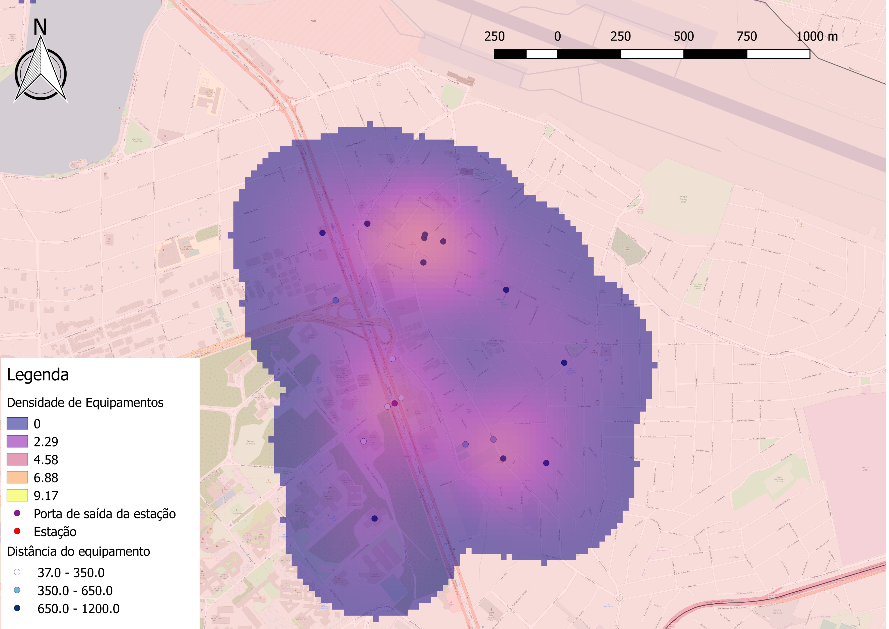 N
250 0 250 500 750 1000 m
Legenda
Densidade de Equipamentos
0
2.29
4.58
6.88
9.17
Porta de saída da estação
Estação
Distância do equipamento
37.0 - 350.0
350.0 - 650.0
650.0 - 1200.0